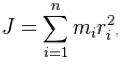 J = \sum_{i=1}^{n} m_i r_i^2,